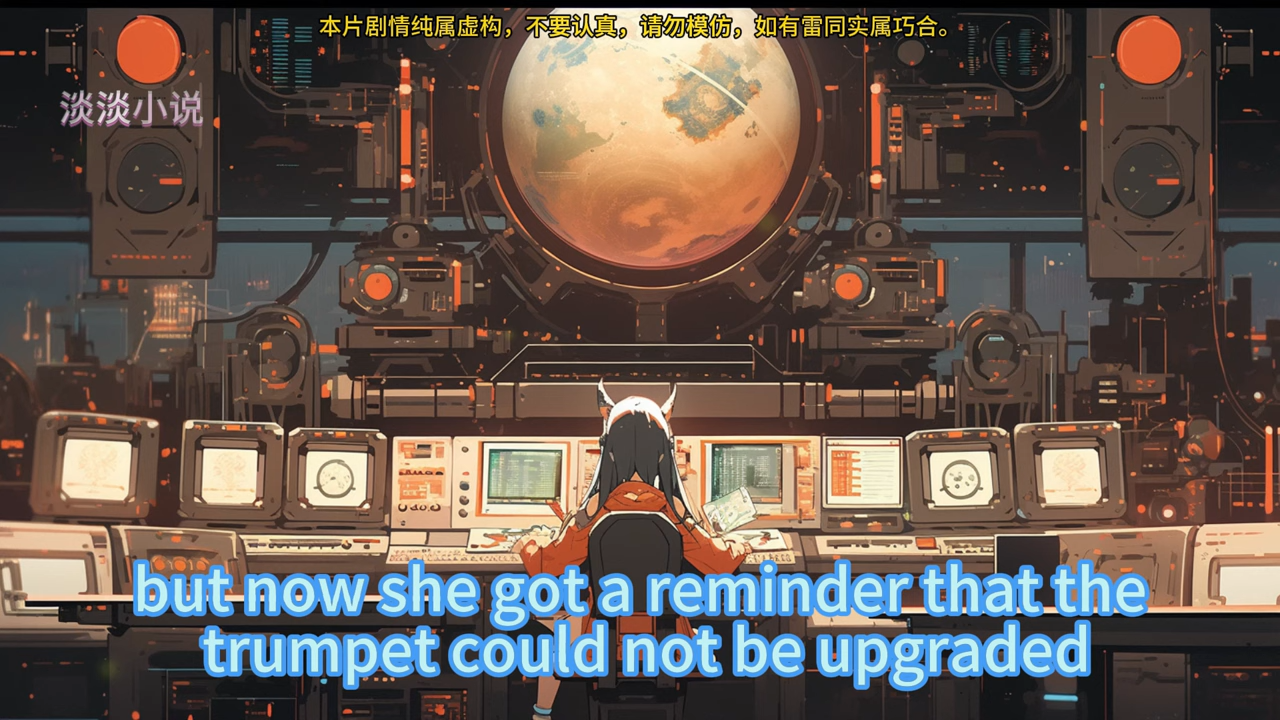 本片剧情纯属虚构，不要认真，请勿模仿，如有雷同实属巧合。
淡淡小说
but now she got a reminder that the
trumpet could not be upgraded